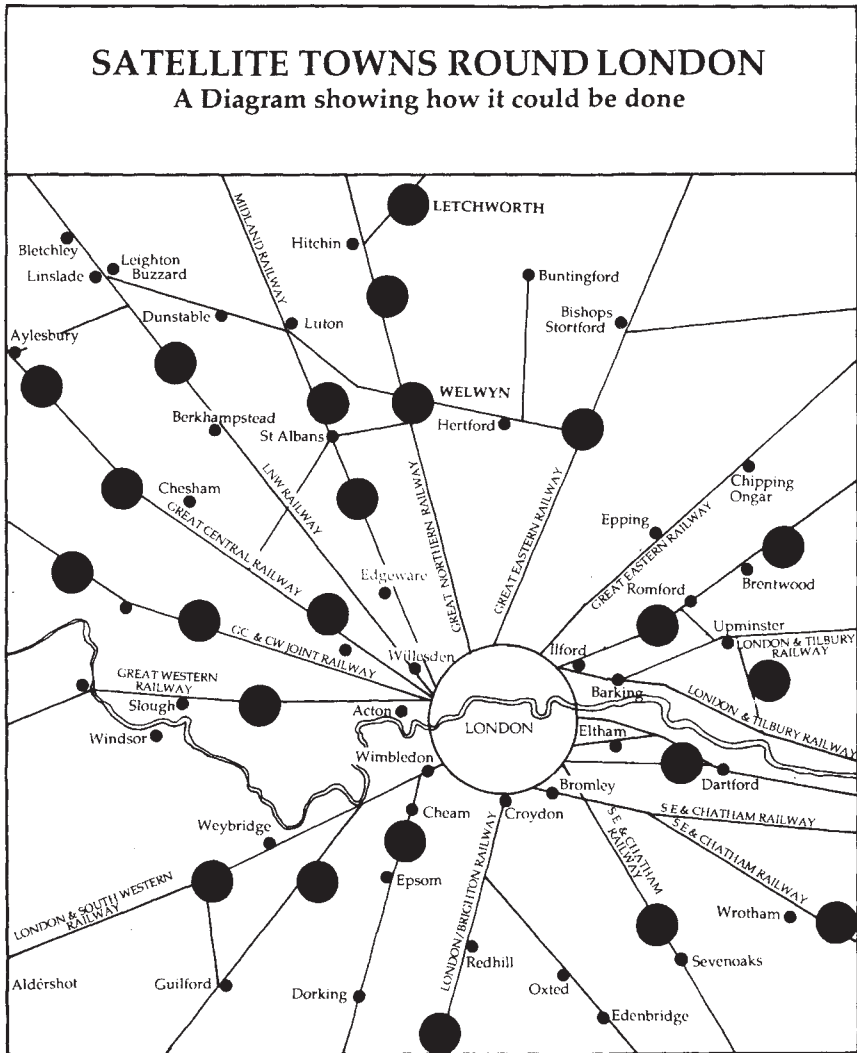 SATELLITE TOWNS ROUND LONDON
A Diagram showing how it could be done
LETCHWORTH
MIDLAND RAILWAY
Hitchin
Bletchley
Leighton
Buzzard
Linslade
Buntingford
Dunstable
Luton
Bishops
Stortford
Aylesbury
WELWYN
Berkhampstead
St Albans
Hertford
LNW RAILWAY
GREAT NORTHERN RAILWAY
GREAT EASTERN RAILWAY
Chipping
Ongar
Chesham
GREAT CENTRAL RAILWAY
Epping
GREAT EASTERN RAILWAY
Edgeware
Romford
Brentwood
GC & CW JOINT RAILWAY
Willesden
Ilford
Upminster
LONDON & TILBURY
RAILWAY
GREAT WESTERN
RAILWAY
Slough
Acton
Barking
LONDON & TILBURY RAILWAY
Windsor
LONDON
Eltham
Wimbledon
Dartford
Bromley
Cheam
Croydon
S E & CHATHAM RAILWAY
S E & CHATHAM
RAILWAY
S E & CHATHAM RAILWAY
Weybridge
Epsom
LONDON/BRIGHTON RAILWAY
LONDON & SOUTH WESTERN
RAILWAY
Wrotham
Redhill
Sevenoaks
Aldershot
Guilford
Dorking
Oxted
Edenbridge